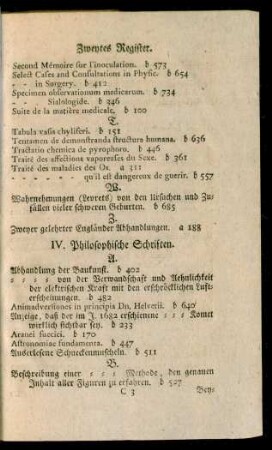 Zweytes Register.
Second Mémoire sur l'inoculation. b 573
Select Cases and Consultations in Physic. b 654
- - in Surgery. b 412
Specimen observationum medicarum. b 734
- - Sialologiæ. b 346
Suite de la matière medicale. b 100
T.
Tabula vasis chyliferi. b 151
Tentamen de demonstranda structura humana. b 636
Tractatio chemica de pyrophoro. b 446
Traité des affections vaporeuses du Sexe. b 361
Traité des maladies des Os. a 311
- - - - - qu'il est dangereux de guerir. b 557
W.
Wahrnehmungen (Levrets) von den Ursachen und Zu-
fällen vieler schweren Geburten. b 685
Z.
Zweyer gelehrter Engländer Abhandlungen. a 188
IV. Philosophische Schriften.
A.
Abhandlung der Baukunst. b 402
= = = von der Verwandschaft und Aehnlichkeit
der elektrischen Kraft mit den erschröcklichen Luft-
erscheinungen. b 482
Animadversiones in principia Dn. Helvetii. b 640
Anzeige, daß der im J. 1682 erschienene = = = Komet
wirklich sichtbar sey. b 233
Aranei suecici. b 170
Astronomiae fundamenta. b 447
Auserlesene Schneckenmuscheln. b 511
B.
Beschreibung einer = = = Methode, den genauen
Inhalt aller Figuren zu erfahren. b 527
C 3 Bey-